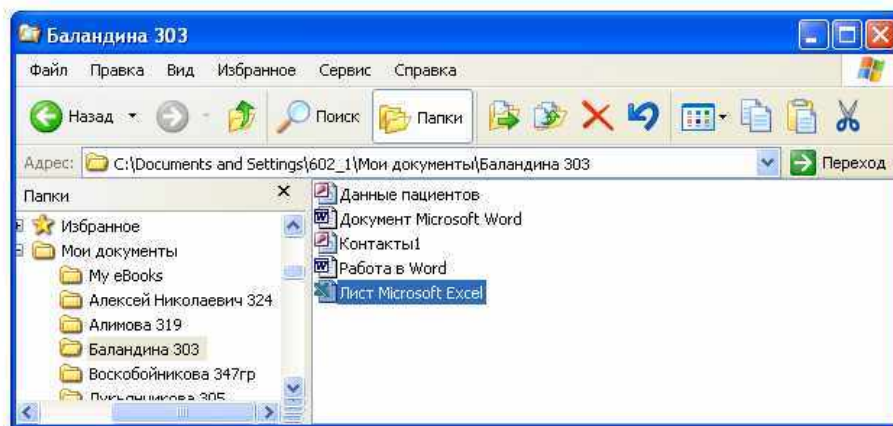 Баландина 303
Файл Правка Вид Избранное Сервис Справка
Назад Поиск Папки
Адрес: C:\Documents and Settings\602_1\Мои документы\Баландина 303 Переход
Папки
Избранное
Мои документы
My eBooks
Алексей Николаевич 324
Алимова 319
Баландина 303
Воскобойникова 347гр
305
Данные пациентов
Документ Microsoft Word
Контакты1
Работа в Word
Лист Microsoft Excel